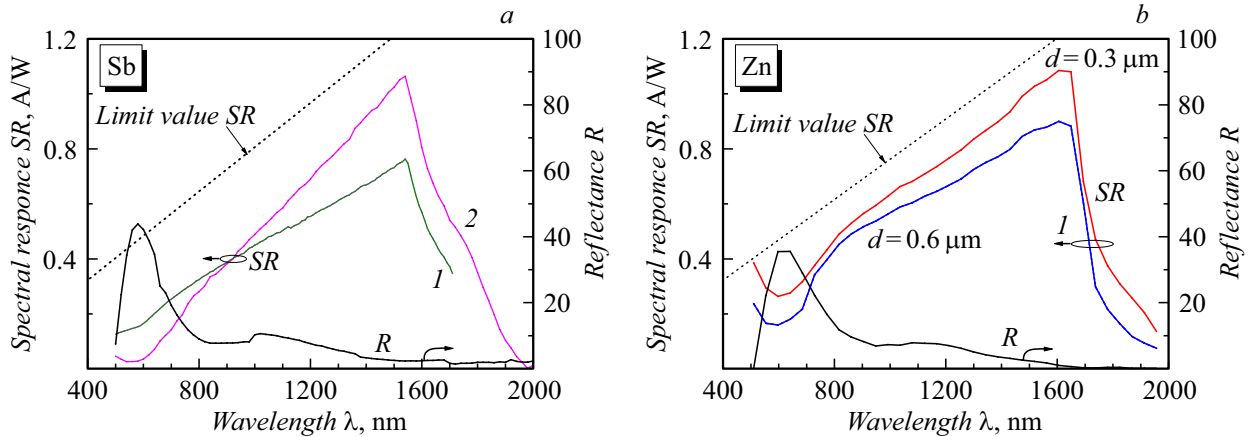 a
Sb
Limit value SR
SR
2
1
R
1.2
0.8
0.4
100
80
60
40
20
0
400 800 1200 1600 2000
Spectral responce SR, A/W
Reflectance R
Wavelength λ, nm
b
Zn
d = 0.3 μm
Limit value SR
SR
1
d = 0.6 μm
R
1.2
0.8
0.4
100
80
60
40
20
0
400 800 1200 1600 2000
Spectral responce SR, A/W
Reflectance R
Wavelength λ, nm